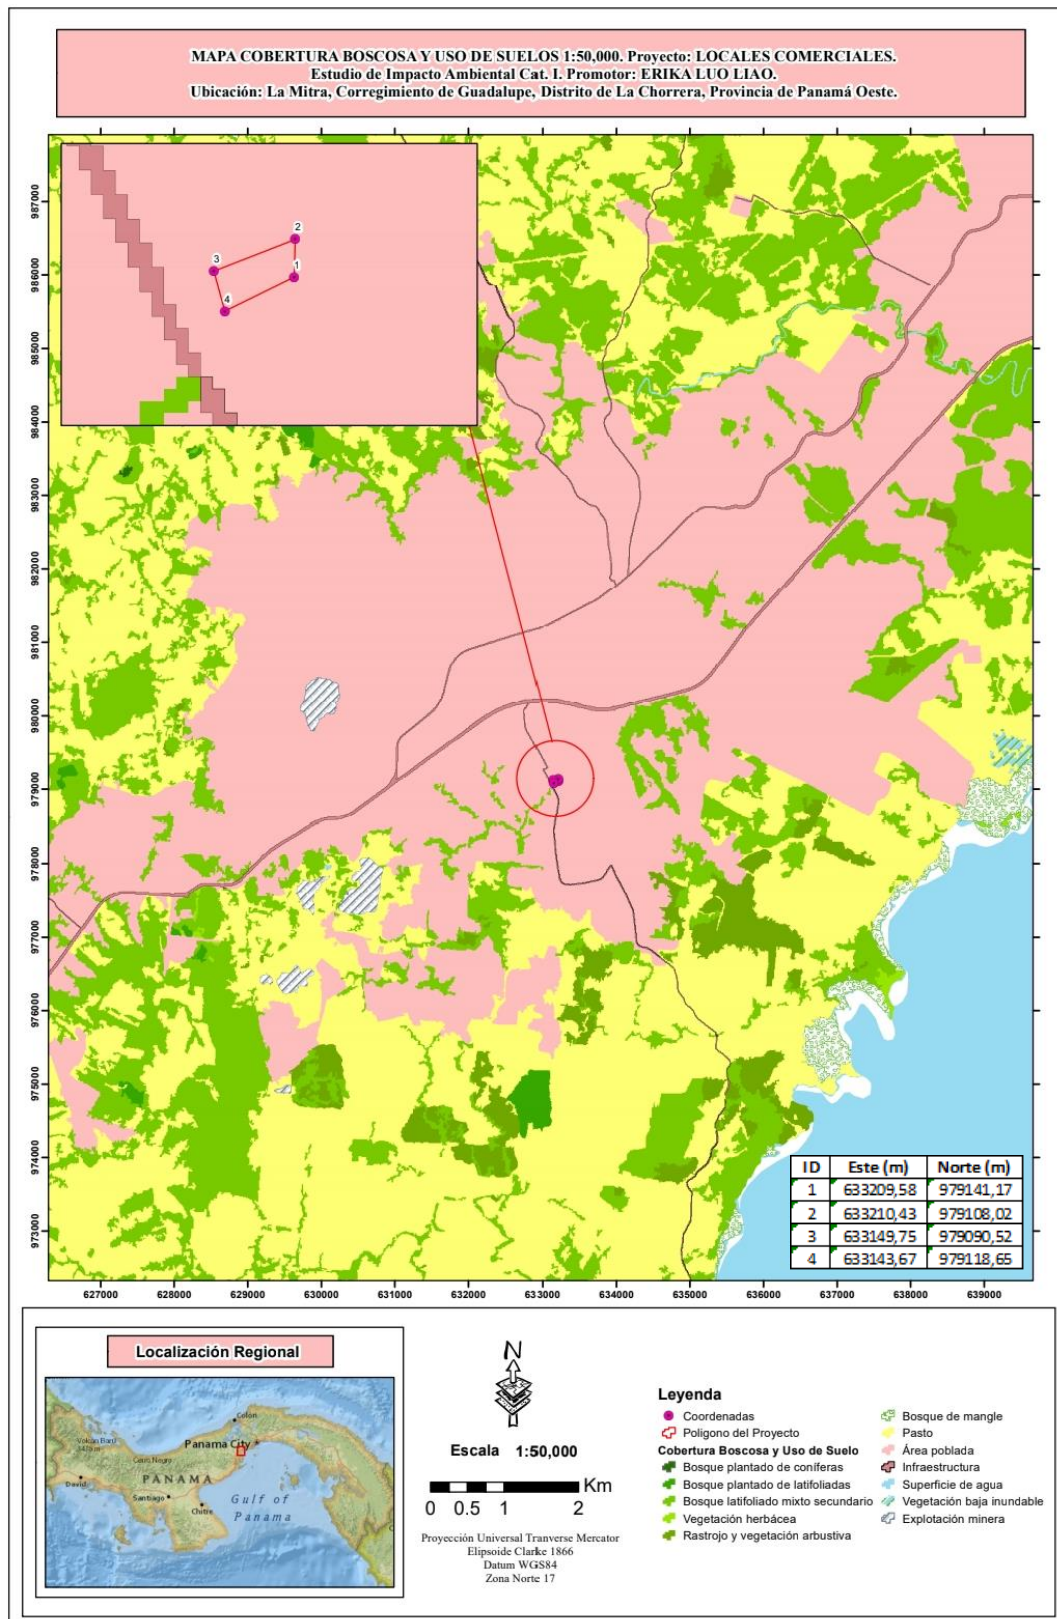 MAPA COBERTURA BOSCOSA Y USO DE SUELOS 1:50,000. Proyecto: LOCALES COMERCIALES.
Estudio de Impacto Ambiental Cat. I. Promotor: ERIKA LUO LIAO.
Ubicación: La Mitra, Corregimiento de Guadalupe, Distrito de La Chorrera, Provincia de Panamá Oeste.
2
3
1
4
987000
986000
985000
984000
983000
982000
981000
980000
979000
978000
977000
976000
975000
974000
973000
ID Este (m) Norte (m)
1 633209,58 979141,17
2 633210,43 979108,02
3 633149,75 979090,52
4 633143,67 979118,65
627000 628000 629000 630000 631000 632000 633000 634000 635000 636000 637000 638000 639000
Localización Regional
Colón
Panama City
PANAMA
David
Santiago
Chitre
Gulf of
Panama
N
Escala 1:50,000
Km
0 0.5 1 2
Proyección Universal Tranverse Mercator
Elipsoide Clarke 1866
Datum WGS84
Zona Norte 17
Leyenda
Coordenadas
Poligono del Proyecto
Cobertura Boscosa y Uso de Suelo
Bosque plantado de coníferas
Bosque plantado de latifoliadas
Bosque latifoliado mixto secundario
Vegetación herbácea
Rastrojo y vegetación arbustiva
Bosque de mangle
Pasto
Área poblada
Infraestructura
Superficie de agua
Vegetación baja inundable
Explotación minera